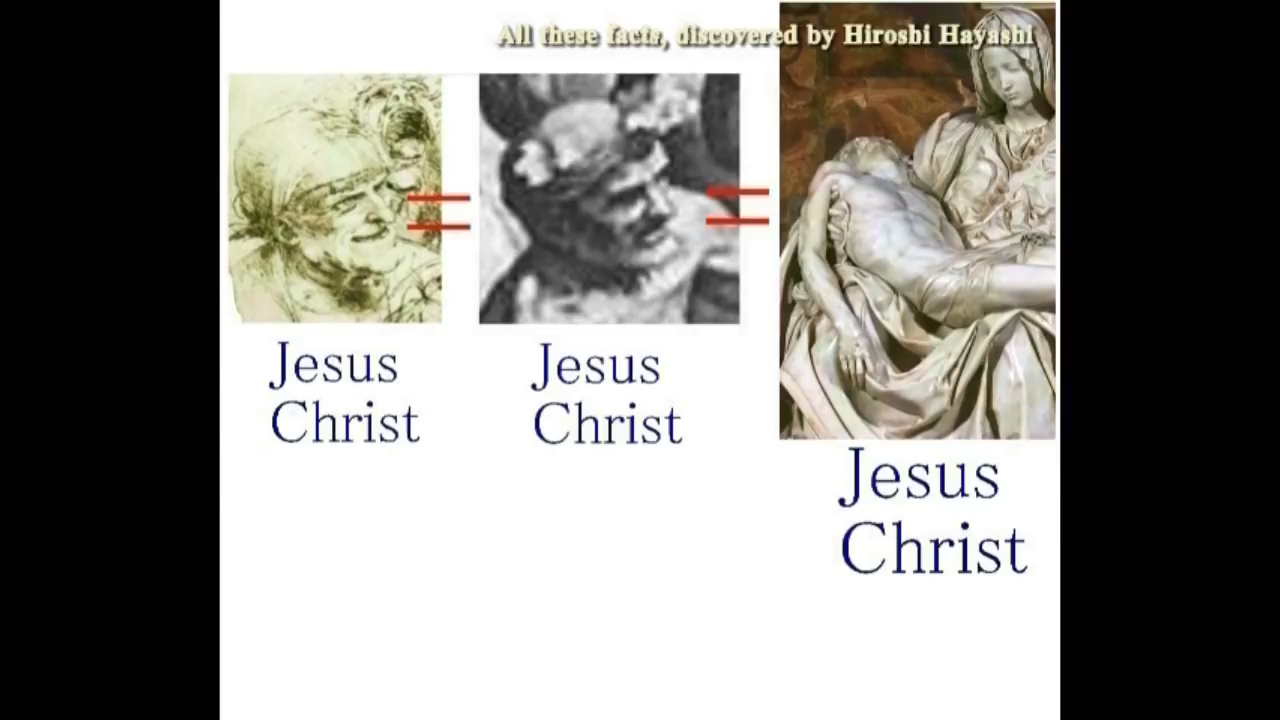 All these facts, discovered by Hiroshi Hayashi
Jesus
Christ
Jesus
Christ
Jesus
Christ